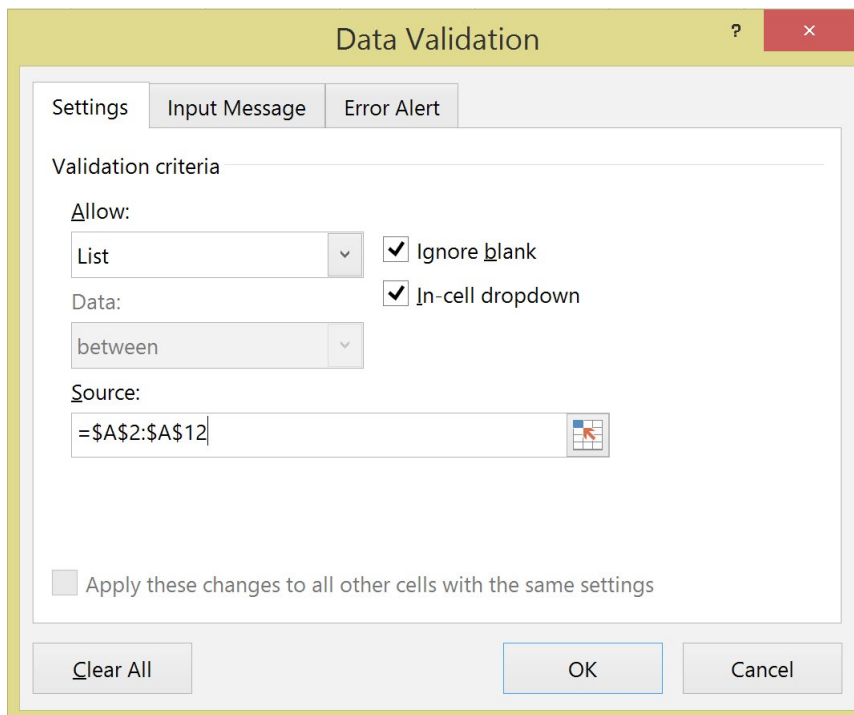 Data Validation
?
Settings Input Message Error Alert
Validation criteria
Allow:
List
Ignore blank
In-cell dropdown
Data:
between
Source:
=$A$2:$A$12
Apply these changes to all other cells with the same settings
Clear All OK Cancel